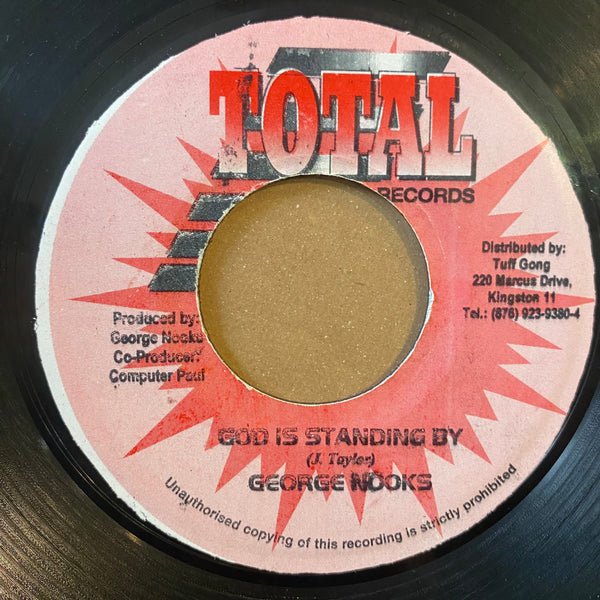 TOTAL
RECORDS
Distributed by:
Tuff Gong
220 Marcus Drive,
Kingston 11
Tel.: (876) 923-9380-4
Produced by:
George Nooks
Co-Producer:
Computer Paul
GOD IS STANDING BY
(J. Taylor)
GEORGE NOOKS
Unauthorised copying of this recording is strictly prohibited